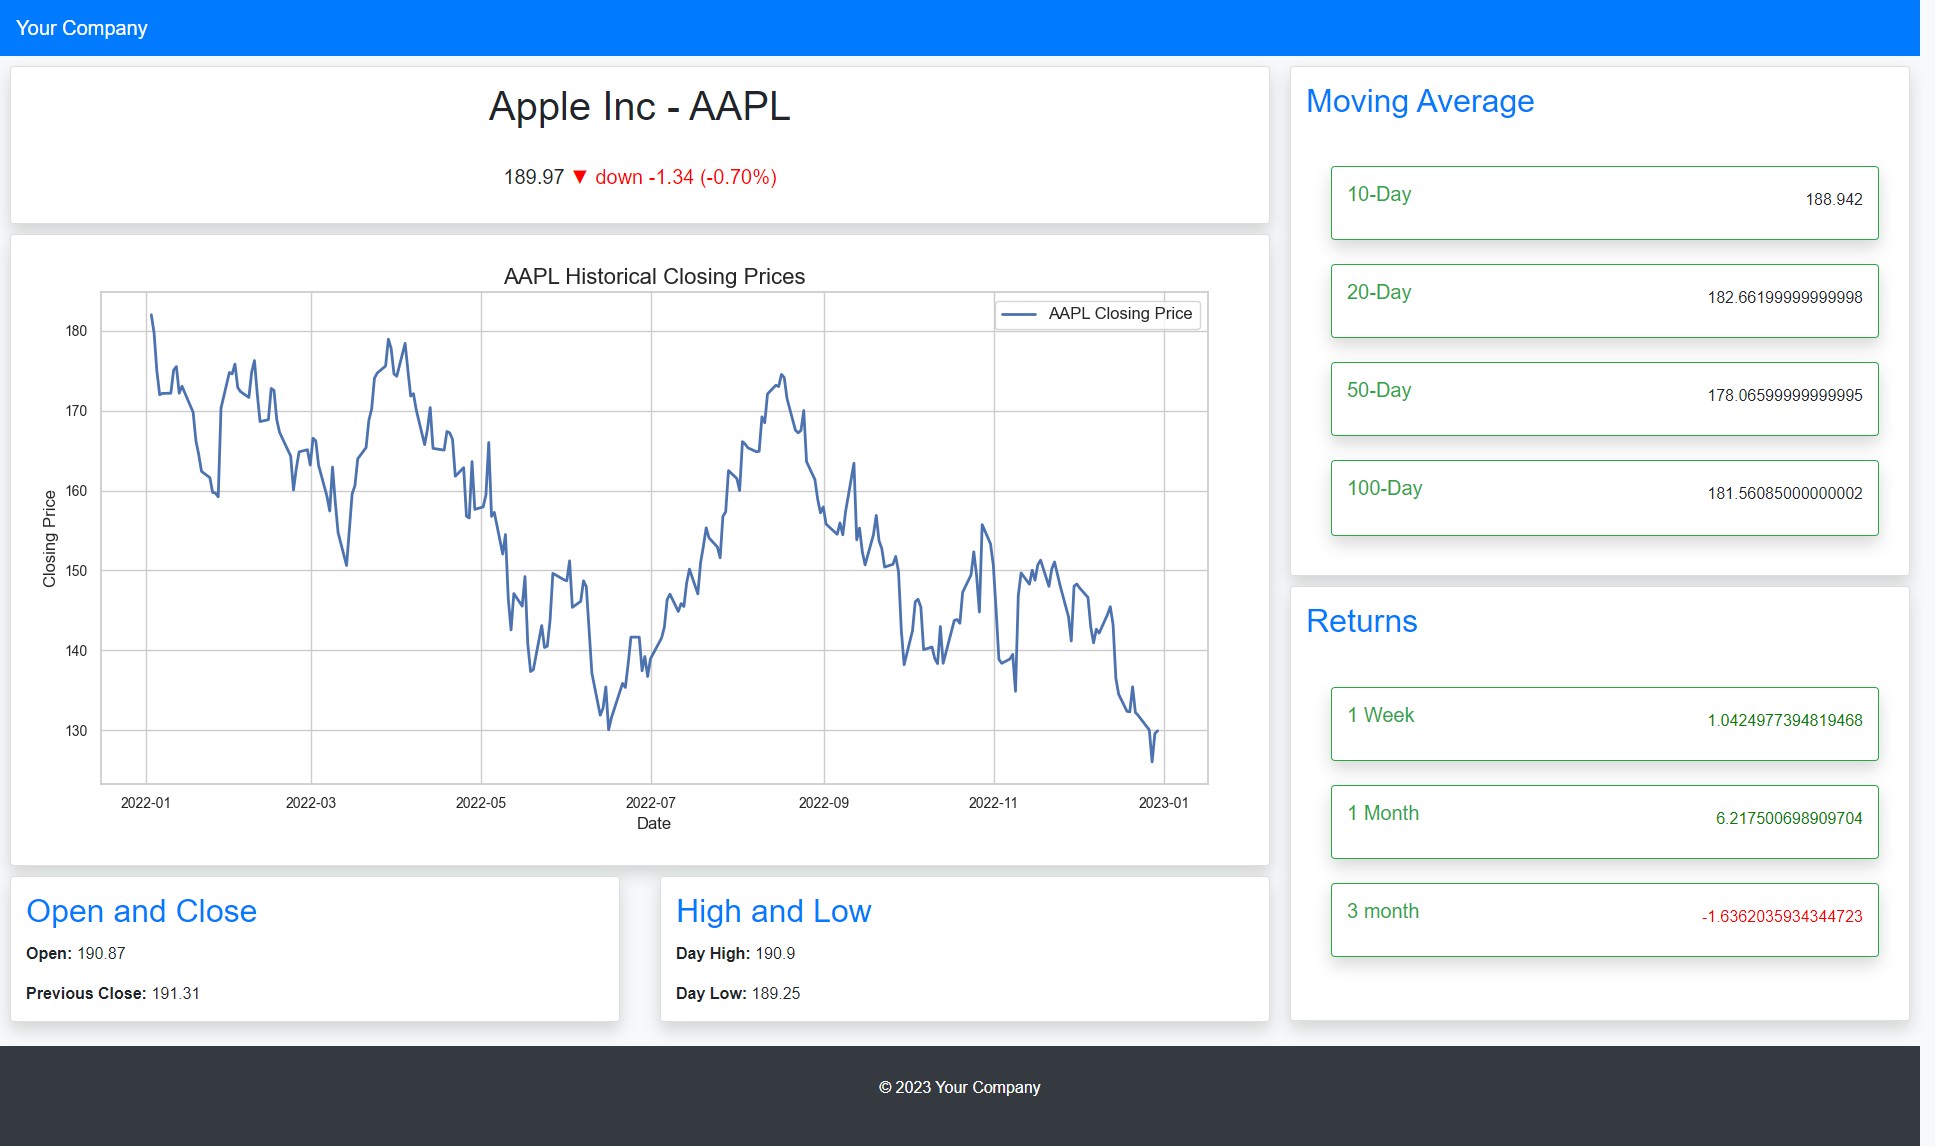 Your Company
Apple Inc - AAPL
189.97 ▼ down -1.34 (-0.70%)
AAPL Historical Closing Prices
AAPL Closing Price
Closing Price
180
170
160
150
140
130
2022-01 2022-03 2022-05 2022-07 2022-09 2022-11 2023-01
Date
Open and Close
Open: 190.87
Previous Close: 191.31
High and Low
Day High: 190.9
Day Low: 189.25
Moving Average
10-Day 188.942
20-Day 182.66199999999998
50-Day 178.06599999999995
100-Day 181.56085000000002
Returns
1 Week 1.0424977394819468
1 Month 6.217500698909704
3 month -1.6362035934344723
© 2023 Your Company